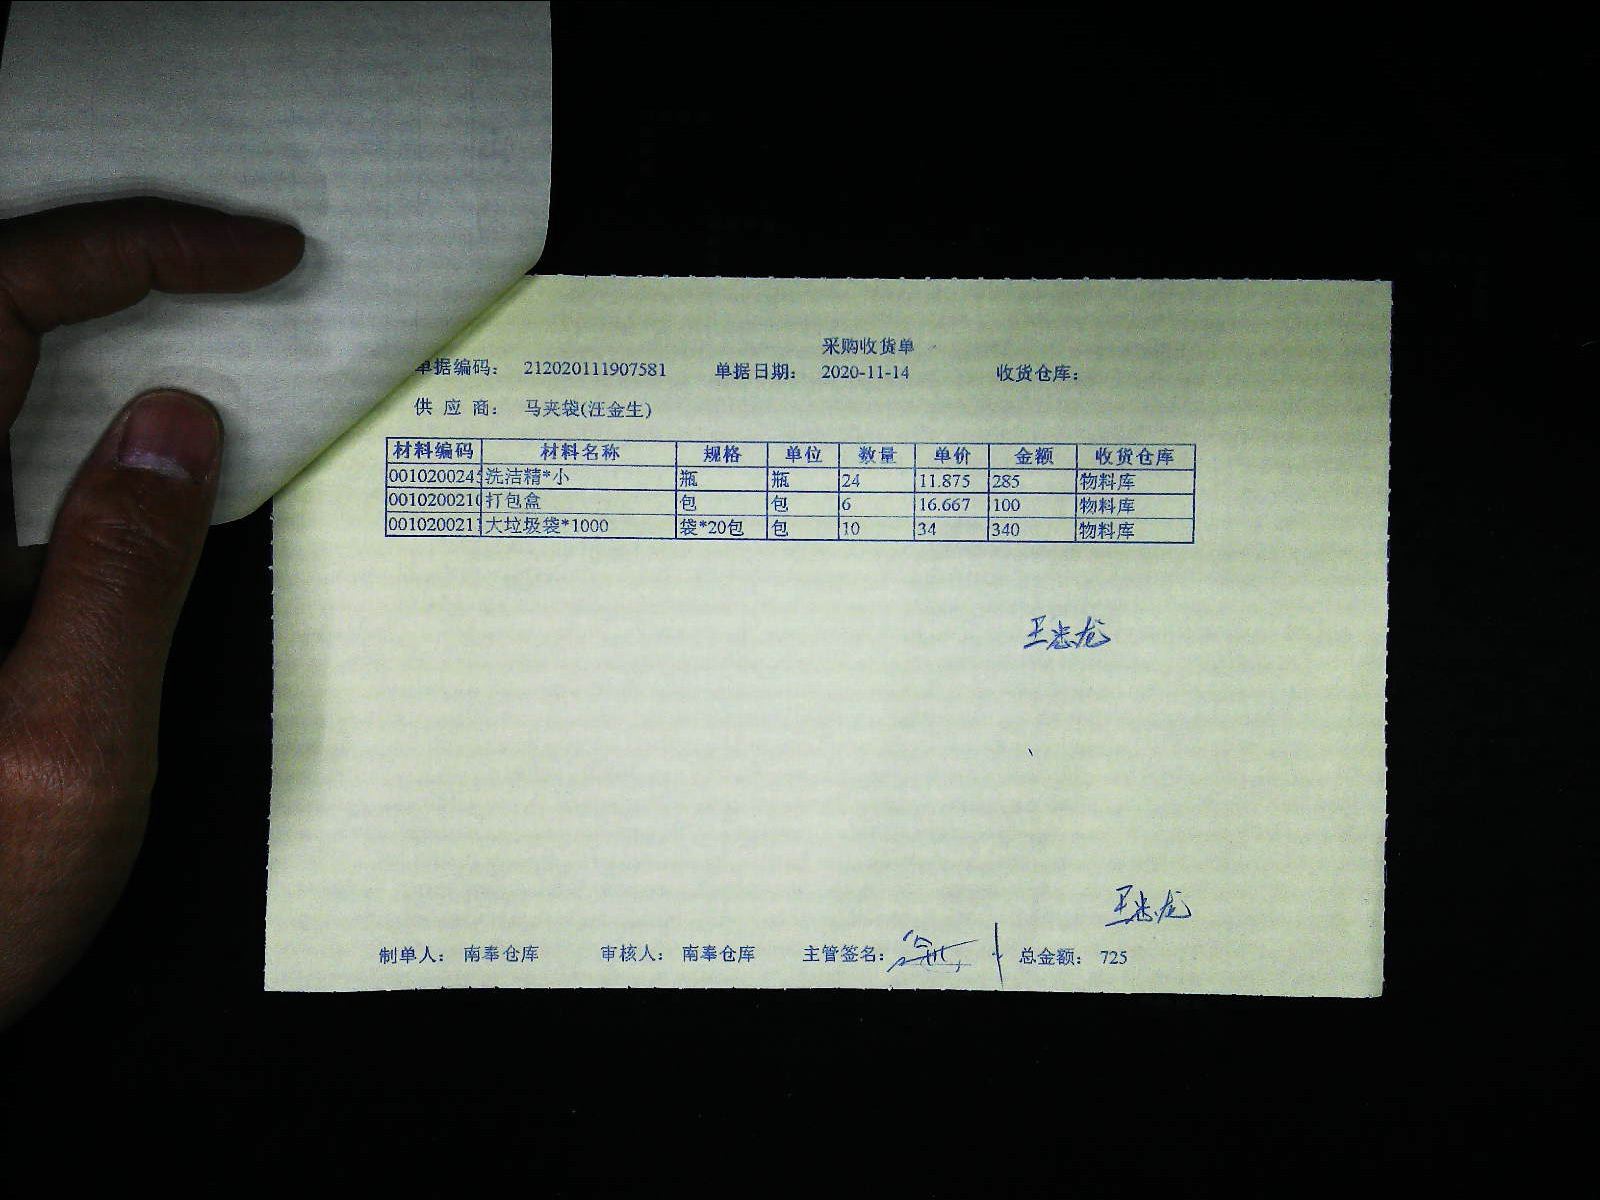 采购收货单
单据编码： 212020111907581 单据日期： 2020-11-14 收货仓库：
供 应 商： 马夹袋(汪金生)
材料编码 材料名称 规格 单位 数量 单价 金额 收货仓库
0010200245 洗洁精*小 瓶 瓶 24 11.875 285 物料库
0010200210 打包盒 包 包 6 16.667 100 物料库
0010200211 大垃圾袋*1000 袋*20包 包 10 34 340 物料库
王忠龙
王忠龙
制单人： 南奉仓库 审核人： 南奉仓库 主管签名： 总金额： 725